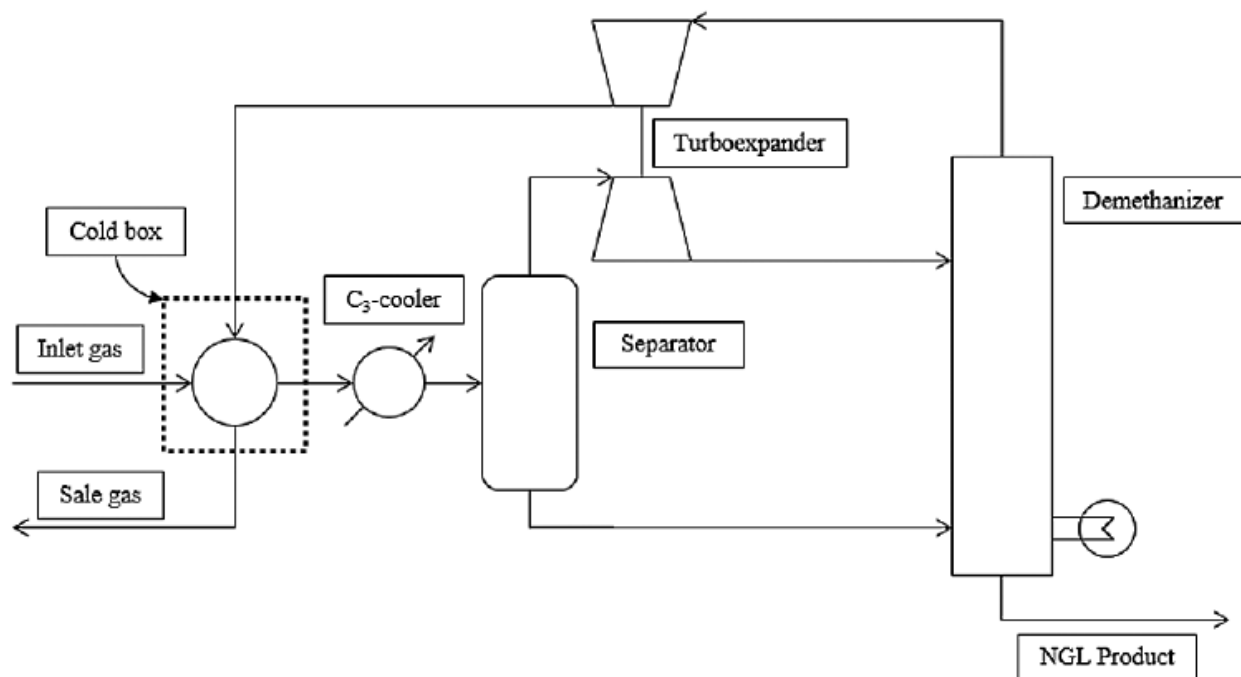 Turboexpander
Demethanizer
Cold box
C₃-cooler
Inlet gas
Separator
Sale gas
NGL Product